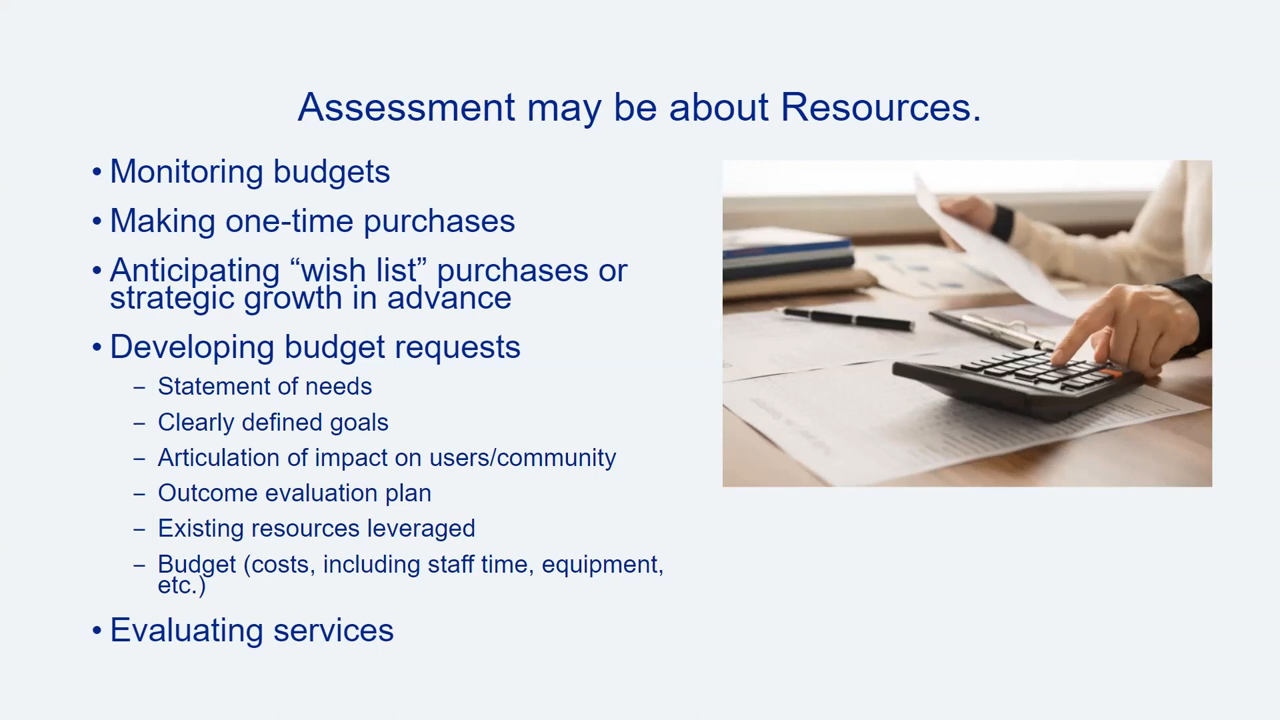 Assessment may be about Resources.
• Monitoring budgets
• Making one-time purchases
• Anticipating “wish list” purchases or
strategic growth in advance
• Developing budget requests
– Statement of needs
– Clearly defined goals
– Articulation of impact on users/community
– Outcome evaluation plan
– Existing resources leveraged
– Budget (costs, including staff time, equipment,
etc.)
• Evaluating services